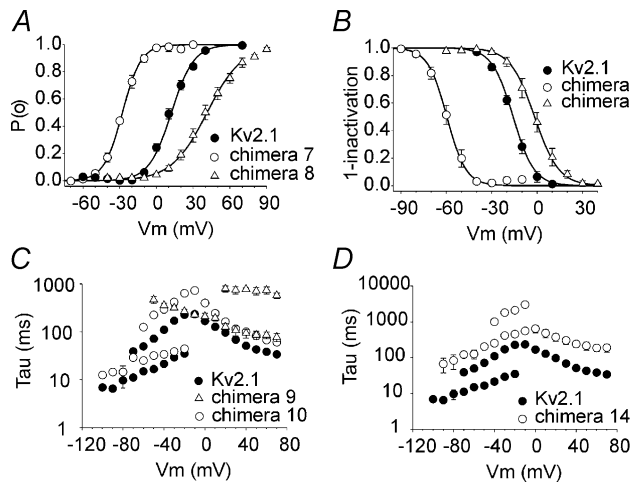 A
P(o)
1.0
0.8
0.6
0.4
0.2
0.0
Kv2.1
chimera 7
chimera 8
-60 -30 0 30 60 90
Vm (mV)
B
1-inactivation
1.0
0.8
0.6
0.4
0.2
0.0
Kv2.1
chimera
chimera
-90 -60 -30 0 30
Vm (mV)
C
Tau (ms)
1000
100
10
1
Kv2.1
chimera 9
chimera 10
-120 -80 -40 0 40 80
Vm (mV)
D
Tau (ms)
10000
1000
100
10
1
Kv2.1
chimera 14
-120 -80 -40 0 40 80
Vm (mV)